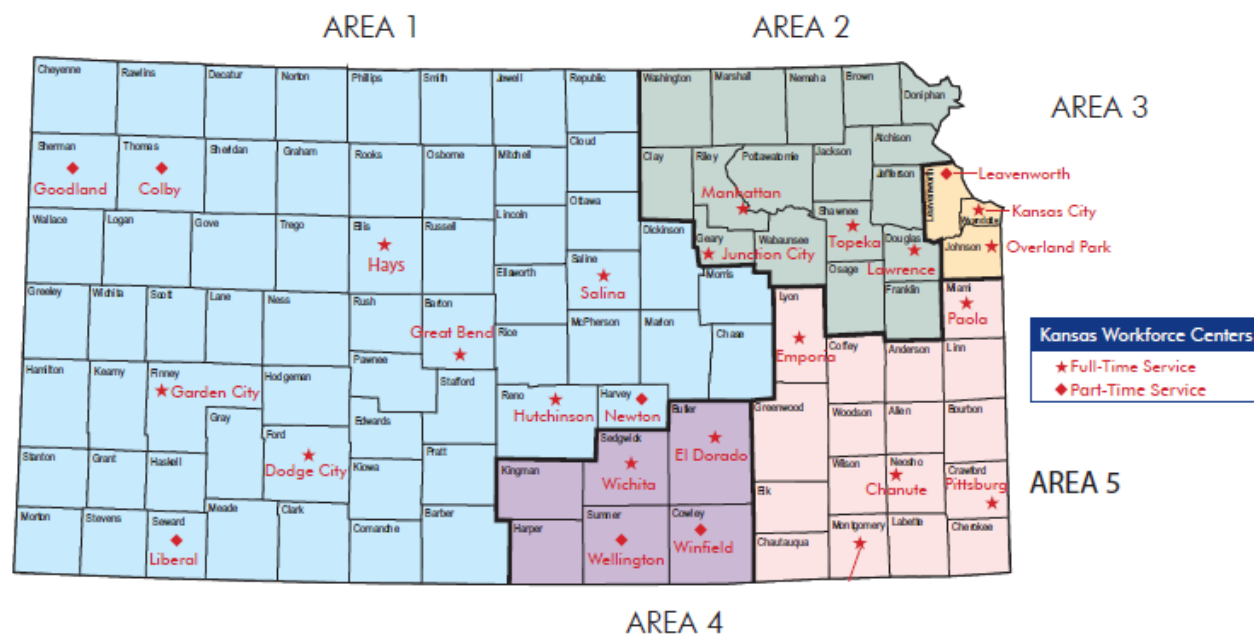 AREA 1
AREA 2
AREA 3
Cheyenne
Rawlins
Decatur
Norton
Phillips
Smith
Jewell
Republic
Washington
Marshall
Nemaha
Brown
Doniphan
Sherman
Goodland
Thomas
Colby
Sheridan
Graham
Rooks
Osborne
Mitchell
Cloud
Clay
Riley
Manhattan
Pottawatomie
Jackson
Atchison
Jefferson
Leavenworth
Leavenworth
Wyandotte
Kansas City
Wallace
Logan
Gove
Trego
Ellis
Hays
Russell
Lincoln
Ottawa
Saline
Salina
Dickinson
Geary
Junction City
Wabaunsee
Shawnee
Topeka
Douglas
Lawrence
Johnson
Overland Park
Ellsworth
Morris
Osage
Franklin
Miami
Paola
Greeley
Wichita
Scott
Lane
Ness
Rush
Barton
Great Bend
Rice
McPherson
Marion
Chase
Lyon
Emporia
Coffey
Anderson
Linn
Kansas Workforce Centers
Full-Time Service
Part-Time Service
Hamilton
Kearny
Finney
Garden City
Hodgeman
Pawnee
Stafford
Reno
Hutchinson
Harvey
Newton
Butler
El Dorado
Greenwood
Woodson
Allen
Bourbon
Gray
Ford
Dodge City
Edwards
Pratt
Kingman
Sedgwick
Wichita
Stanton
Grant
Haskell
Kiowa
Elk
Wilson
Neosho
Chanute
Crawford
Pittsburg
AREA 5
Morton
Stevens
Seward
Liberal
Meade
Clark
Comanche
Barber
Harper
Sumner
Wellington
Cowley
Winfield
Chautauqua
Montgomery
Labette
Cherokee
AREA 4